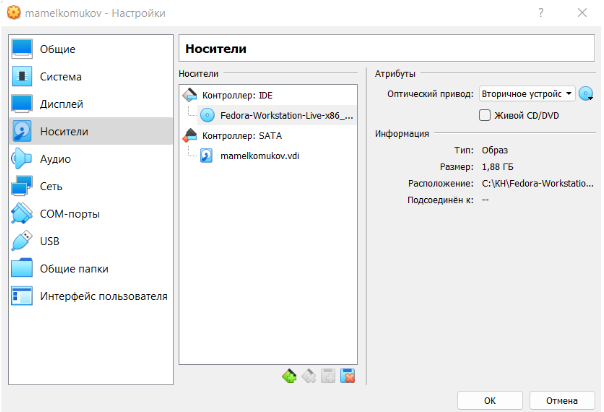 mamelkomukov - Настройки
?
Общие
Система
Дисплей
Носители
Аудио
Сеть
COM-порты
USB
Общие папки
Интерфейс пользователя
Носители
Носители
Контроллер: IDE
Fedora-Workstation-Live-x86_...
Контроллер: SATA
mamelkomukov.vdi
Атрибуты
Оптический привод: Вторичное устройс
Живой CD/DVD
Информация
Тип: Образ
Размер: 1,88 ГБ
Расположение: C:\КН\Fedora-Workstatio...
Подсоединён к: --
ОК
Отмена